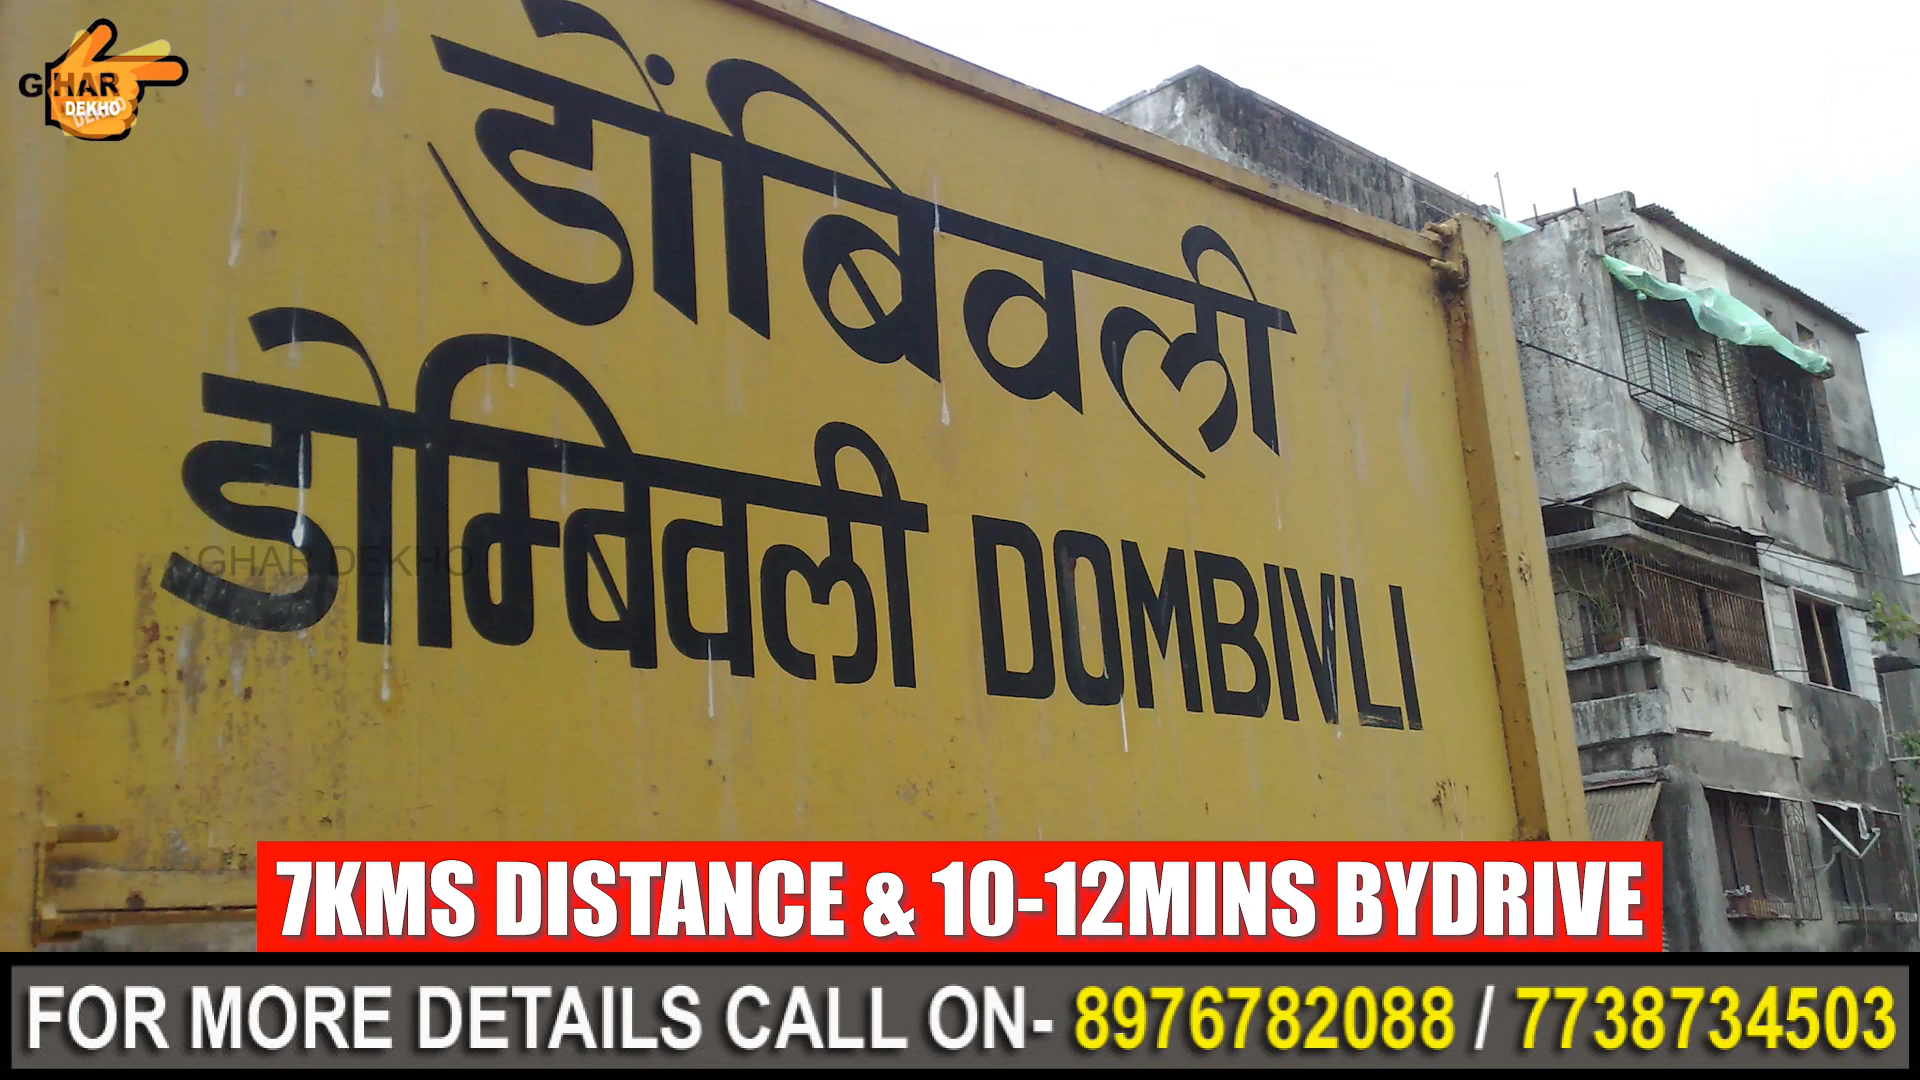 GHAR
DEKHO
डोंबिवली
डोम्बिवली DOMBIVLI
GHAR DEKHO
7KMS DISTANCE & 10-12MINS BYDRIVE
FOR MORE DETAILS CALL ON- 8976782088 / 7738734503